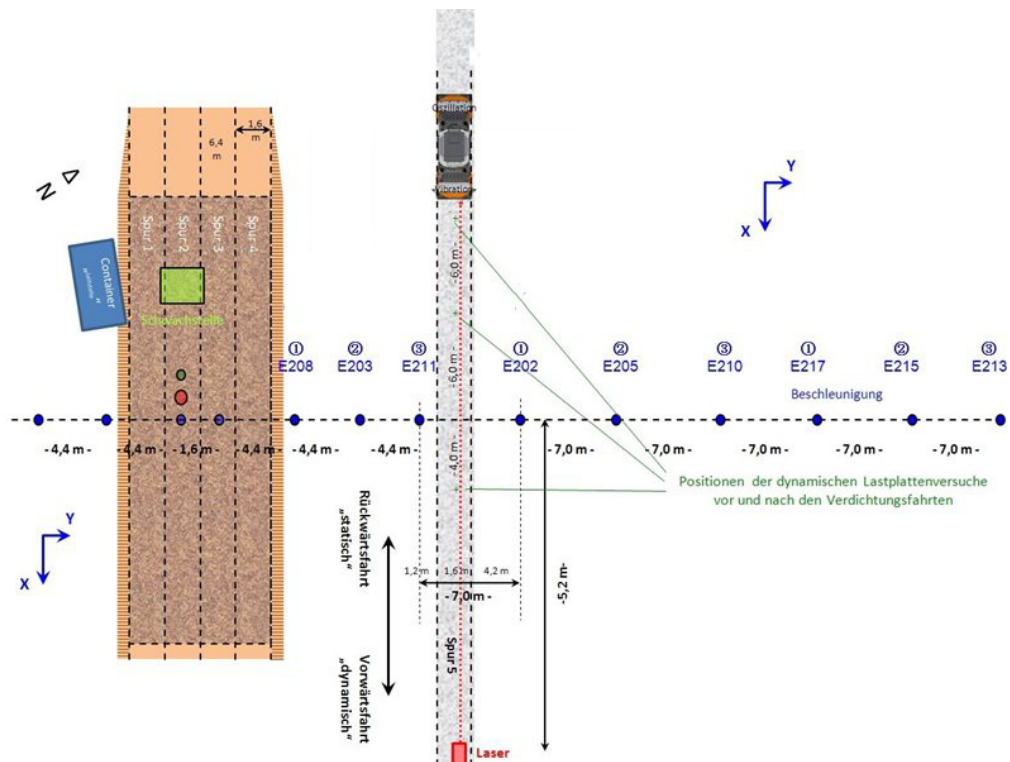 Oszillation
Vibration
1,6
m
6,4
m
N
Y
X
Spur 1
Spur 2
Spur 3
Spur 4
Container
Schwachstelle
-6,0 m-
-6,0 m-
① ② ③ ① ② ③ ① ② ③
E208 E203 E211 E202 E205 E210 E217 E215 E213
Beschleunigung
-4,4 m- -4,4 m- -1,6 m- -4,4 m- -4,4 m- -4,4 m- -7,0 m- -7,0 m- -7,0 m- -7,0 m- -7,0 m-
-4,0 m-
Positionen der dynamischen Lastplattenversuche
vor und nach den Verdichtungsfahrten
Y
X
Rückwärtsfahrt
„statisch“
1,2 m 1,6 m 4,2 m
-7,0 m -
-5,2 m-
Vorwärtsfahrt
„dynamisch“
Spur 5
Laser